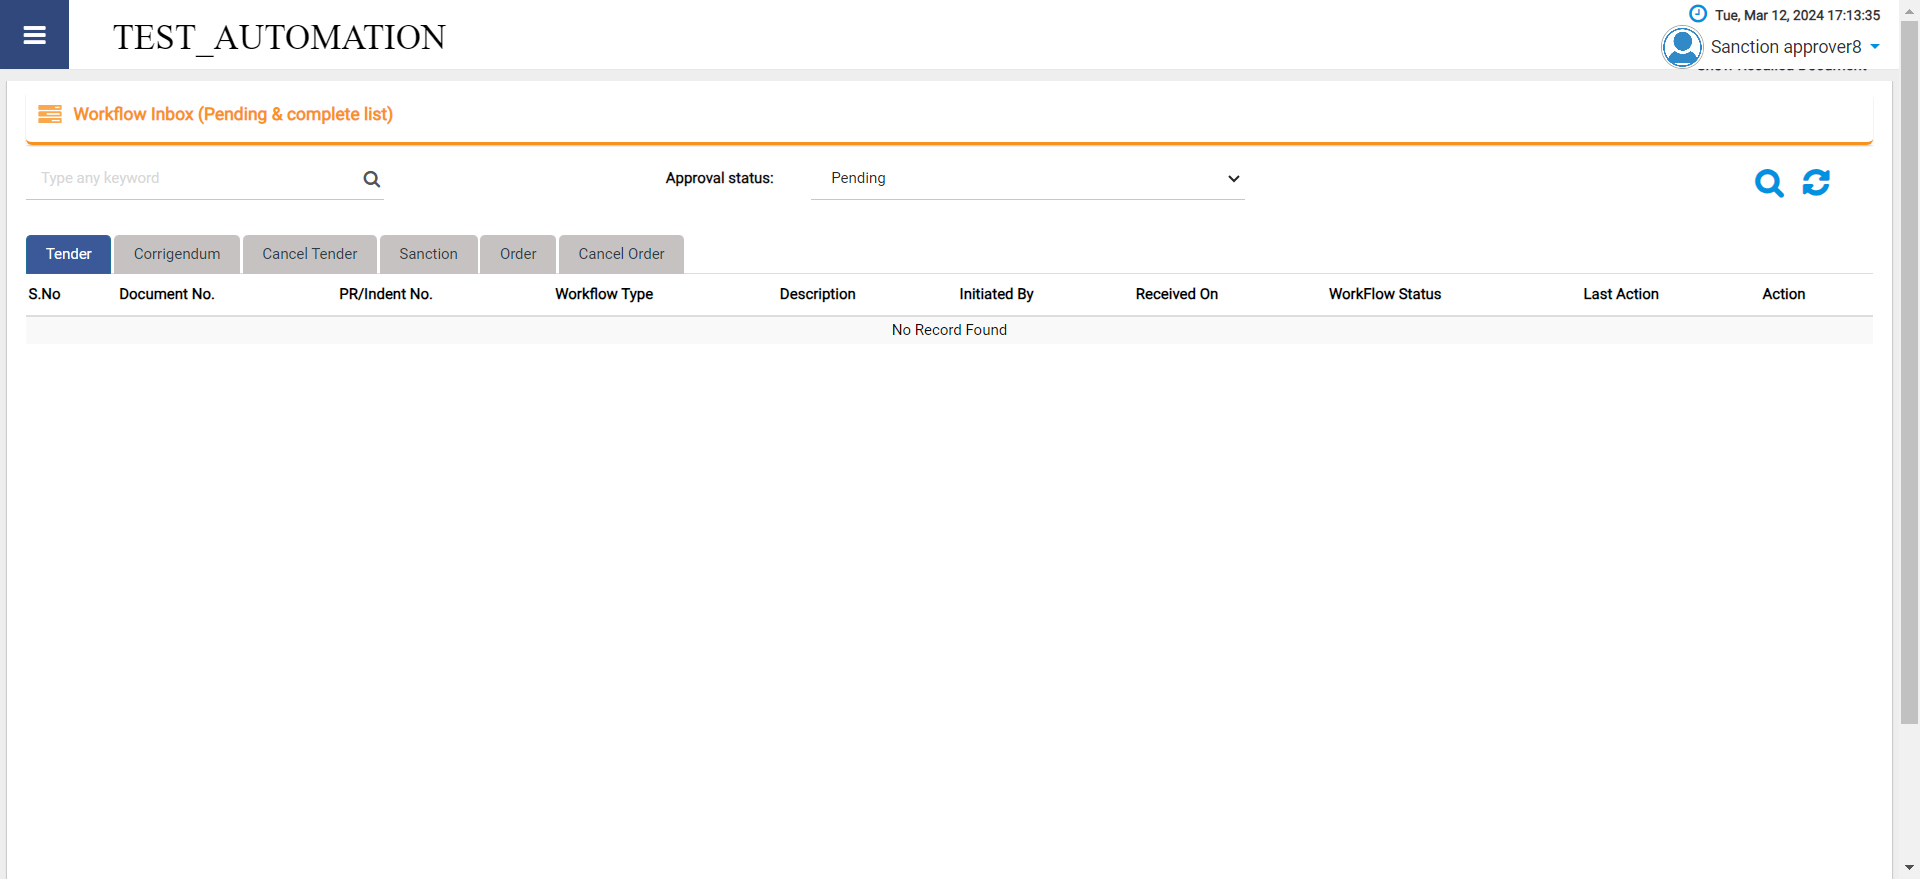 TEST_AUTOMATION
Tue, Mar 12, 2024 17:13:35
Sanction approver8
Workflow Inbox (Pending & complete list)
Type any keyword
Approval status:
Pending
Tender Corrigendum Cancel Tender Sanction Order Cancel Order
S.No Document No. PR/Indent No. Workflow Type Description Initiated By Received On WorkFlow Status Last Action Action
No Record Found